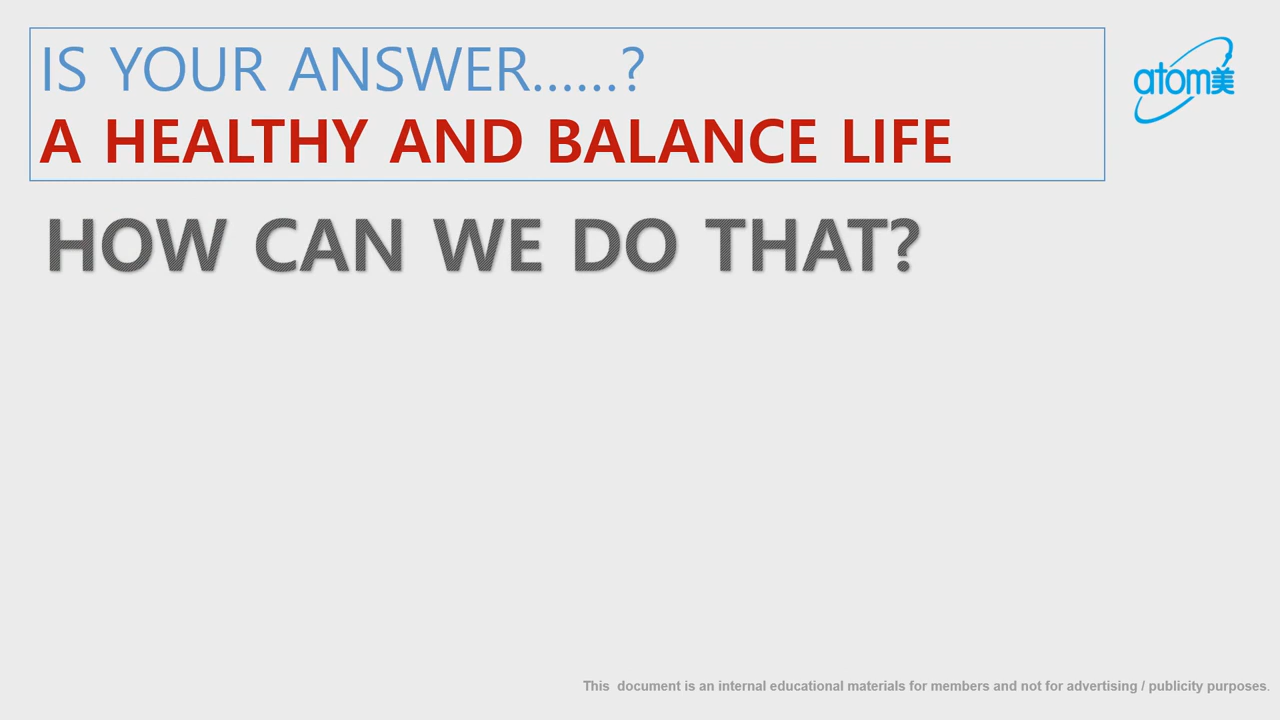 IS YOUR ANSWER......?
A HEALTHY AND BALANCE LIFE
atom美
HOW CAN WE DO THAT?
This  document is an internal educational materials for members and not for advertising / publicity purposes.